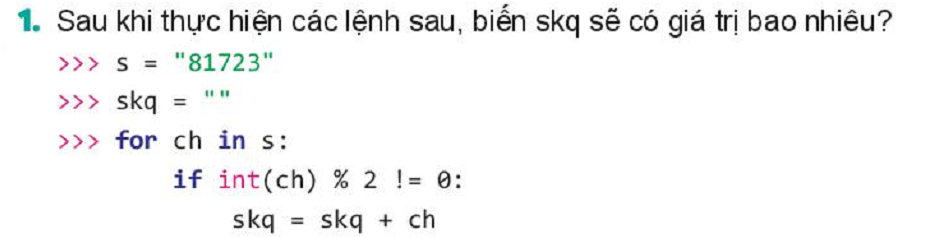 1. Sau khi thực hiện các lệnh sau, biến skq sẽ có giá trị bao nhiêu?
>>> s = "81723"
>>> skq = ""
>>> for ch in s:
if int(ch) % 2 != 0:
skq = skq + ch